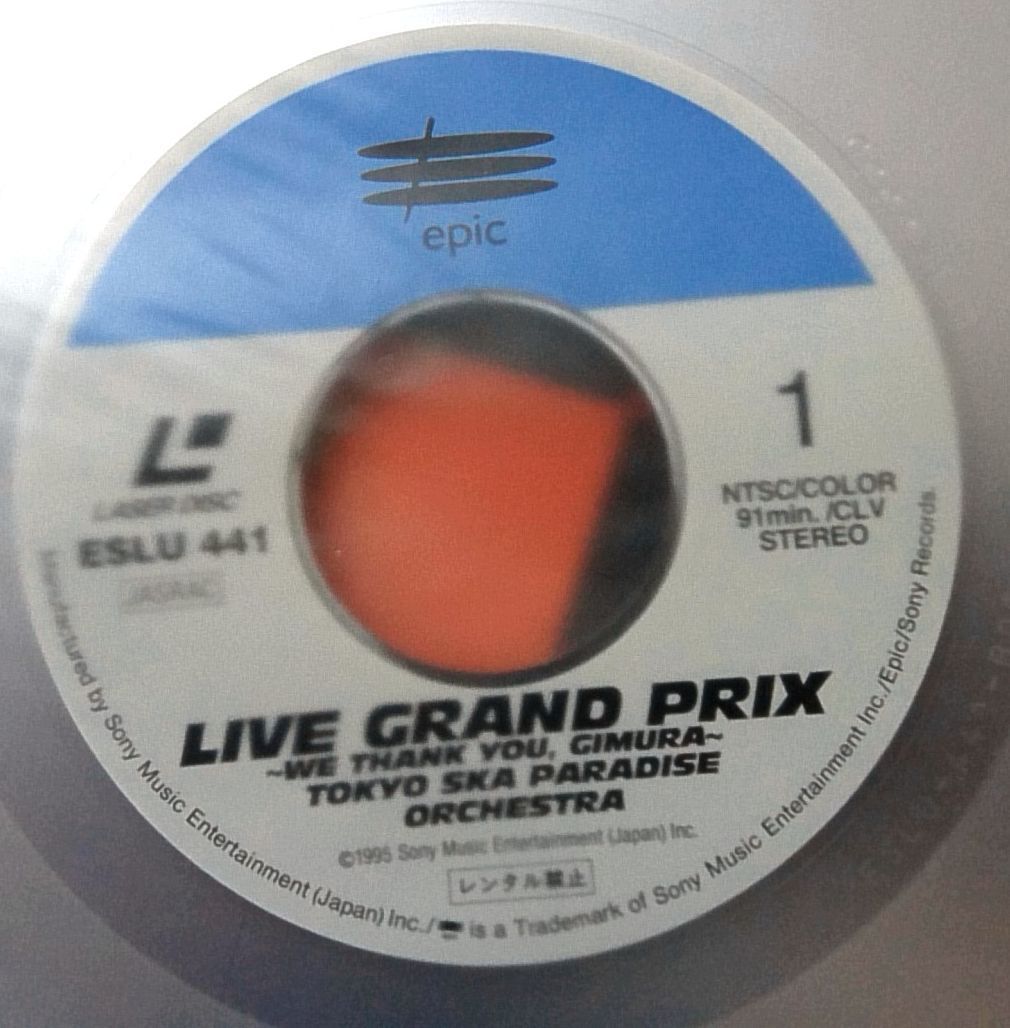 epic
LASER DISC
ESLU 441
JASRAC
1
NTSC/COLOR
91min./CLV
STEREO
LIVE GRAND PRIX
~WE THANK YOU, GIMURA~
TOKYO SKA PARADISE
ORCHESTRA
©1995 Sony Music Entertainment (Japan) Inc.
レンタル禁止
Manufactured by Sony Music Entertainment (Japan) Inc./ is a Trademark of Sony Music Entertainment Inc./Epic/Sony Records.